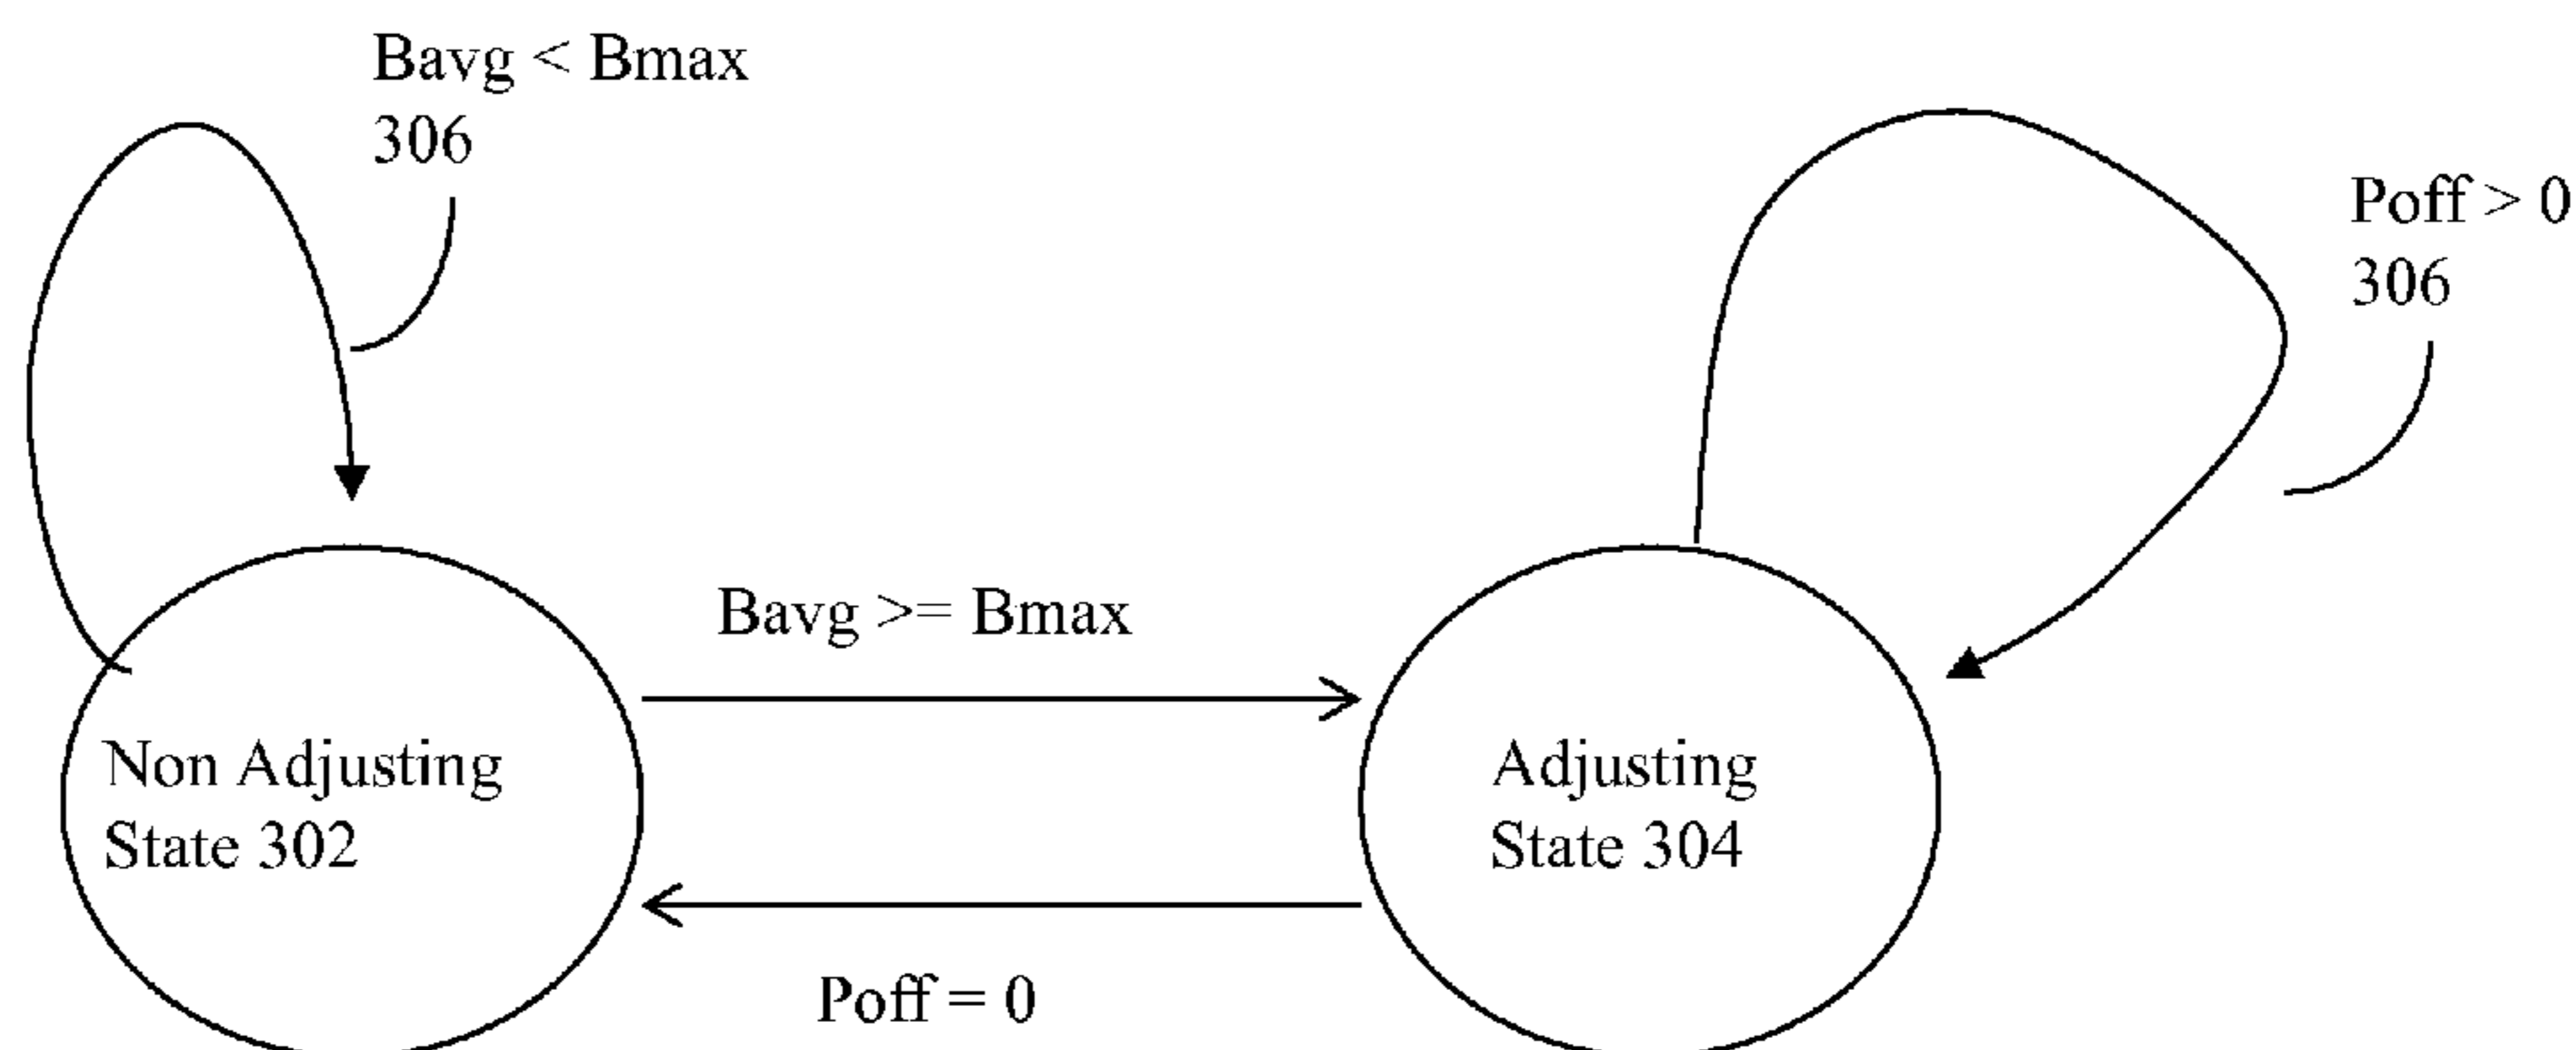 Bavg < Bmax
306
Poff > 0
306
Bavg >= Bmax
Non Adjusting
State 302
Adjusting
State 304
Poff = 0